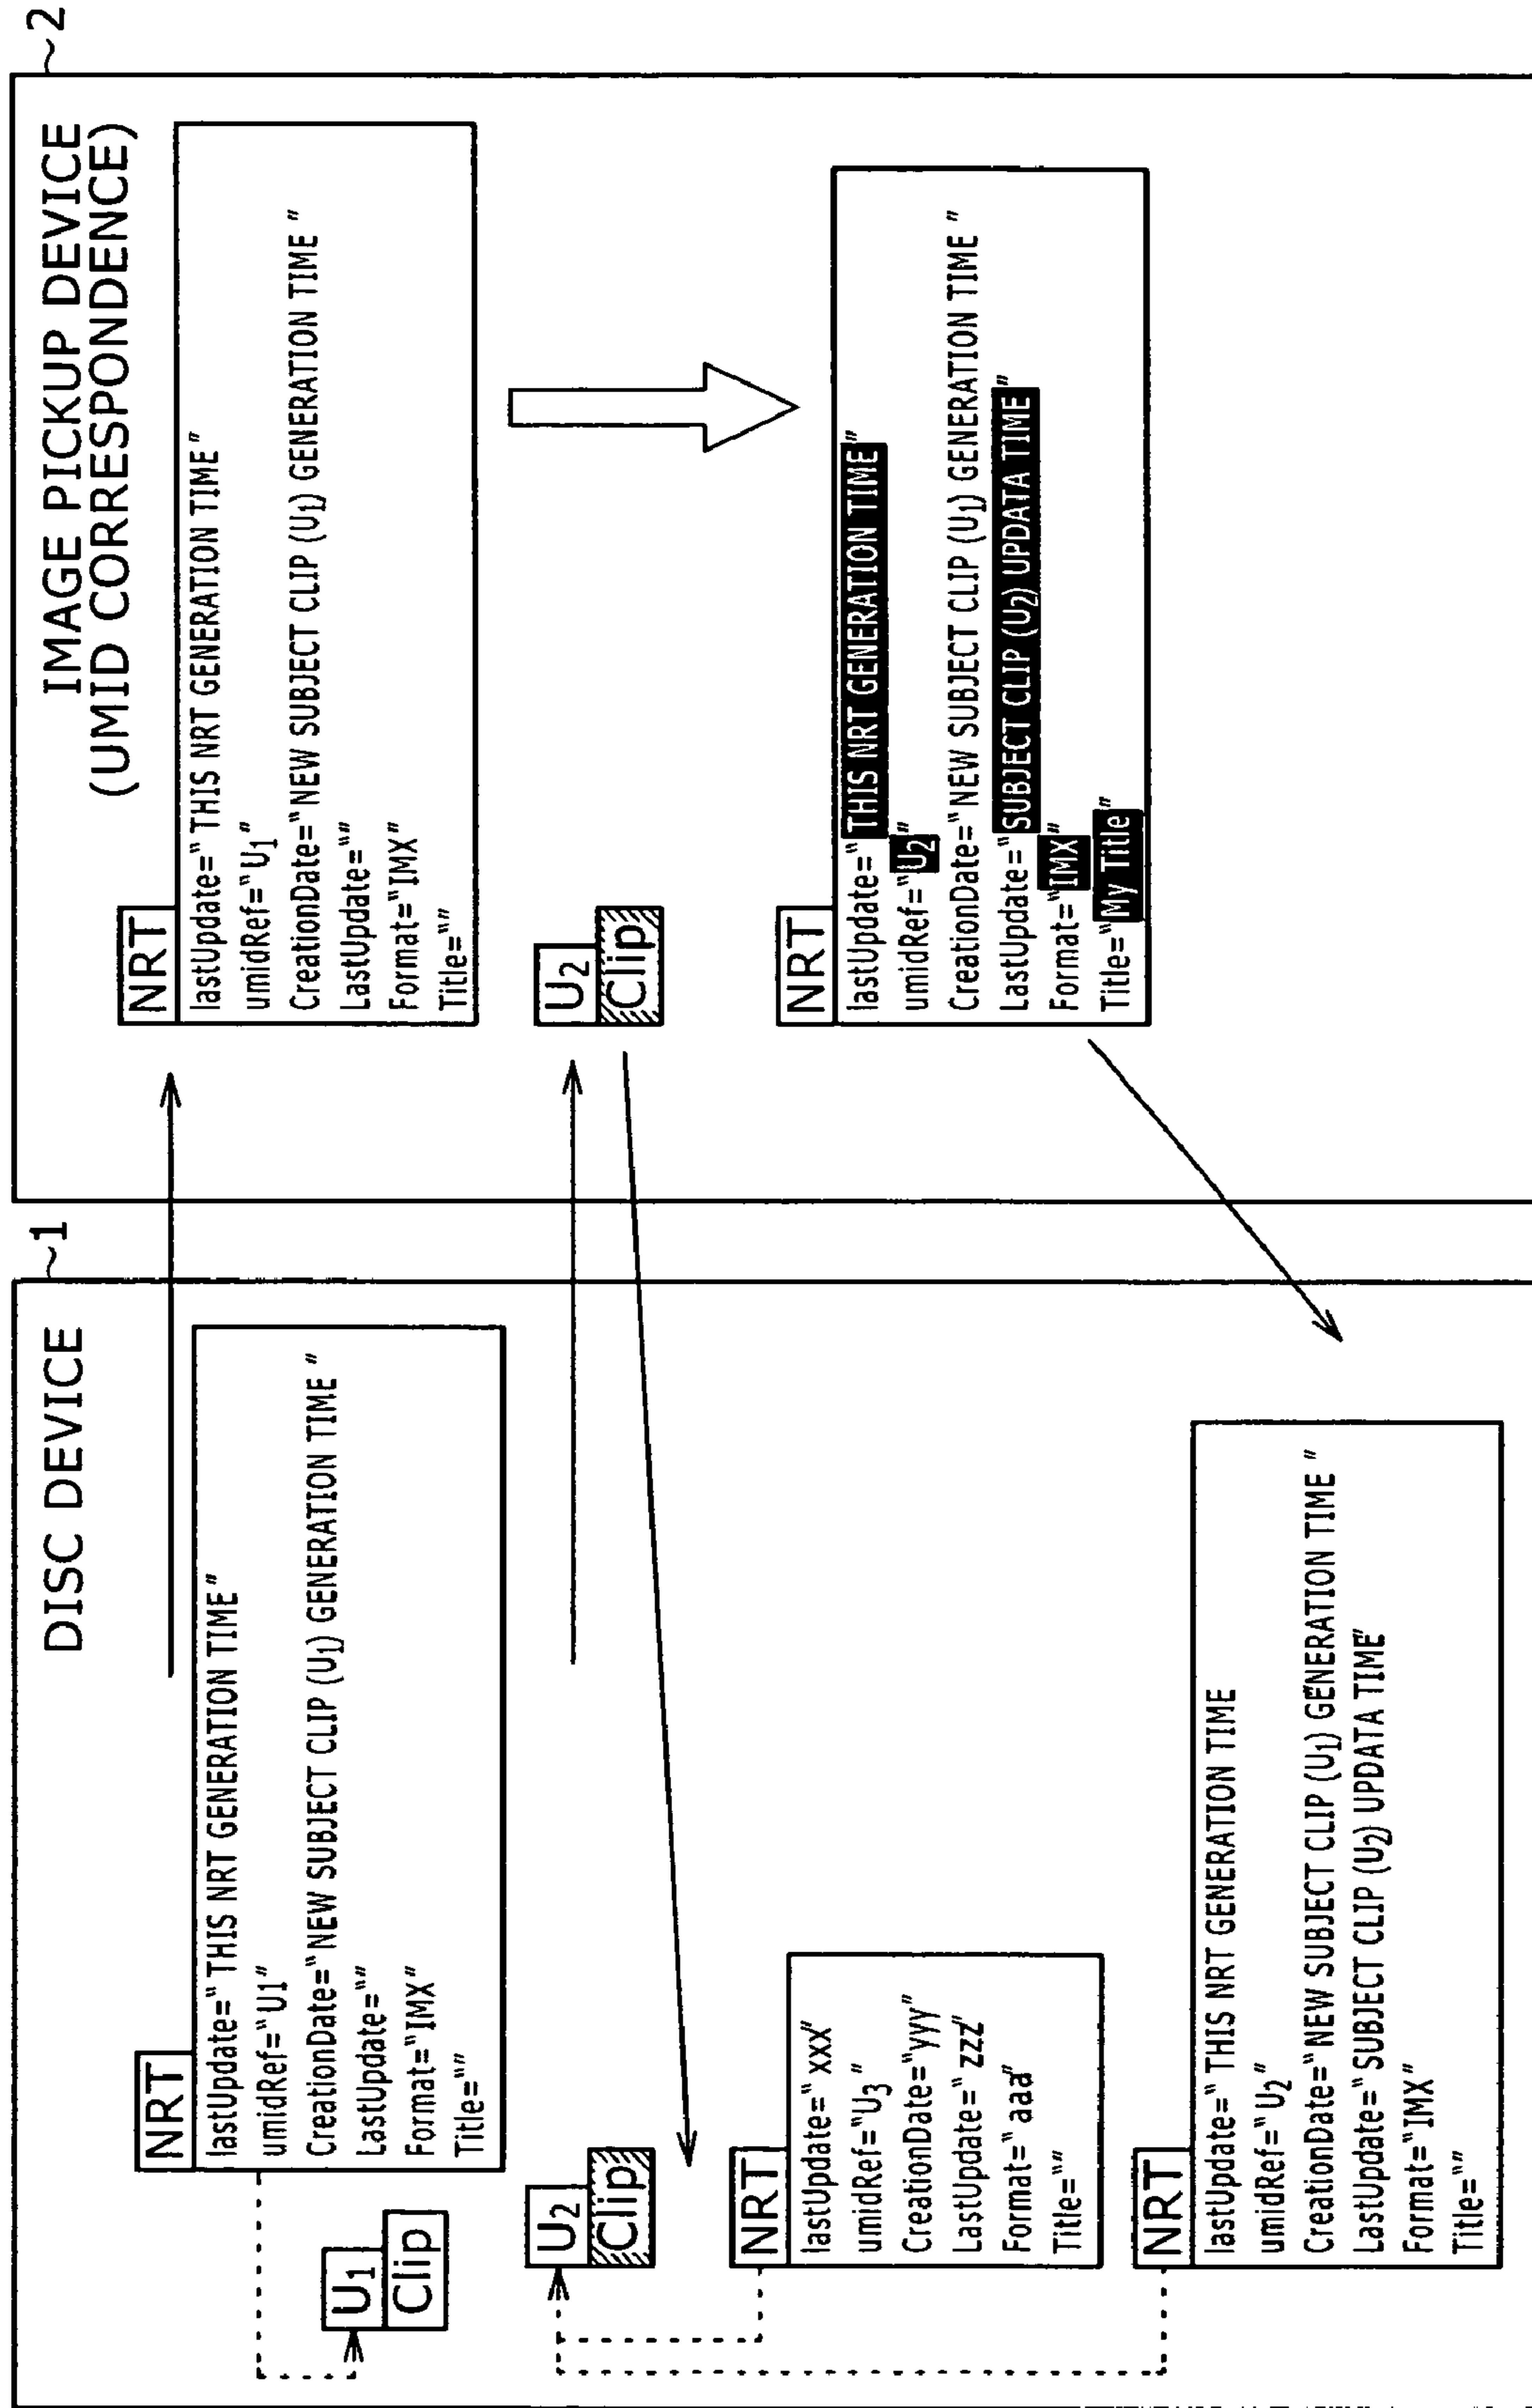 DISC DEVICE
~1
NRT
lastUpdate=“THIS NRT GENERATION TIME”
umidRef=“U1”
CreationDate=“NEW SUBJECT CLIP (U1) GENERATION TIME”
LastUpdate=“”
Format=“IMX”
Title=“”
U1
Clip
U2
Clip
NRT
lastUpdate=“xxx”
umidRef=“U3”
CreationDate=“yyy”
LastUpdate=“zzz”
Format=“aaa”
Title=“”
NRT
lastUpdate=“THIS NRT GENERATION TIME
umidRef=“U2”
CreationDate=“NEW SUBJECT CLIP (U1) GENERATION TIME”
LastUpdate=“SUBJECT CLIP (U2) UPDATA TIME”
Format=“IMX”
Title=“”
IMAGE PICKUP DEVICE
(UMID CORRESPONDENCE)
~2
NRT
lastUpdate=“THIS NRT GENERATION TIME”
umidRef=“U1”
CreationDate=“NEW SUBJECT CLIP (U1) GENERATION TIME”
LastUpdate=“”
Format=“IMX”
Title=“”
U2
Clip
NRT
lastUpdate=“THIS NRT GENERATION TIME”
umidRef=“U2”
CreationDate=“NEW SUBJECT CLIP (U1) GENERATION TIME”
LastUpdate=“SUBJECT CLIP (U2) UPDATA TIME”
Format=“IMX”
Title=“My Title”